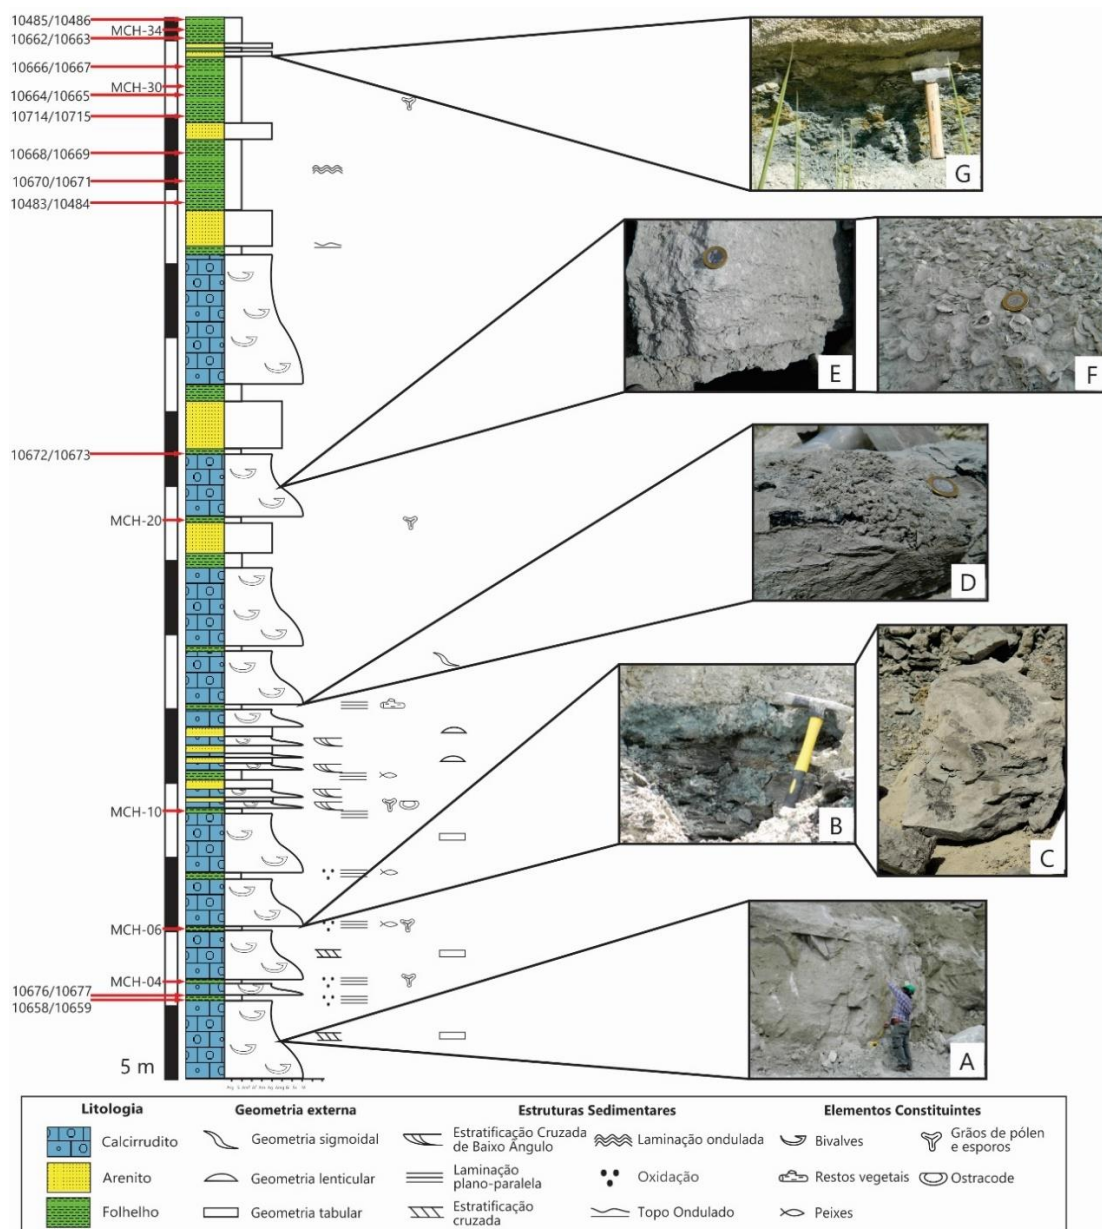 10485/10486
MCH-34
10662/10663
10666/10667
MCH-30
10664/10665
10714/10715
10668/10669
10670/10671
10483/10484
10672/10673
MCH-20
MCH-10
MCH-06
MCH-04
10676/10677
10658/10659
5 m
G
E
F
D
B
C
A
Litologia
Calcirrudito
Arenito
Folhelho
Geometria externa
Geometria sigmoidal
Geometria lenticular
Geometria tabular
Estruturas Sedimentares
Estratificação Cruzada
de Baixo Ângulo
Laminação
plano-paralela
Estratificação
cruzada
Laminação ondulada
Oxidação
Topo Ondulado
Elementos Constituintes
Bivalves
Restos vegetais
Peixes
Grãos de pólen
e esporos
Ostracode